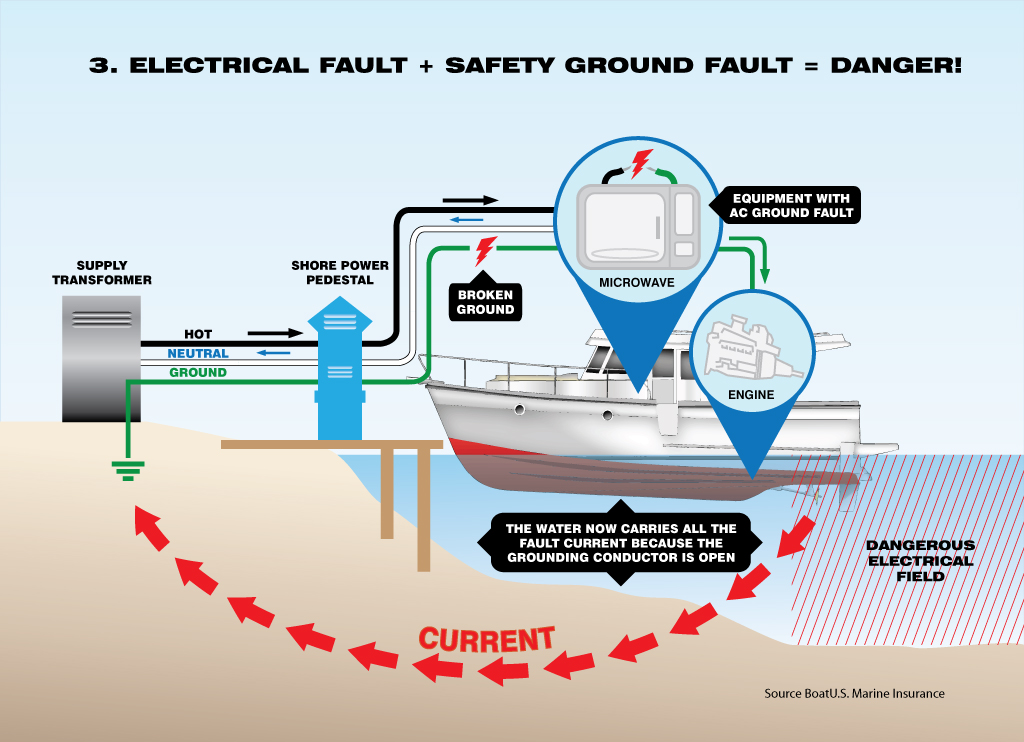 3. ELECTRICAL FAULT + SAFETY GROUND FAULT = DANGER!
EQUIPMENT WITH
AC GROUND FAULT
SUPPLY
TRANSFORMER
SHORE POWER
PEDESTAL
MICROWAVE
BROKEN
GROUND
HOT
NEUTRAL
GROUND
ENGINE
THE WATER NOW CARRIES ALL THE
FAULT CURRENT BECAUSE THE
GROUNDING CONDUCTOR IS OPEN
DANGEROUS
ELECTRICAL
FIELD
CURRENT
Source BoatU.S. Marine Insurance